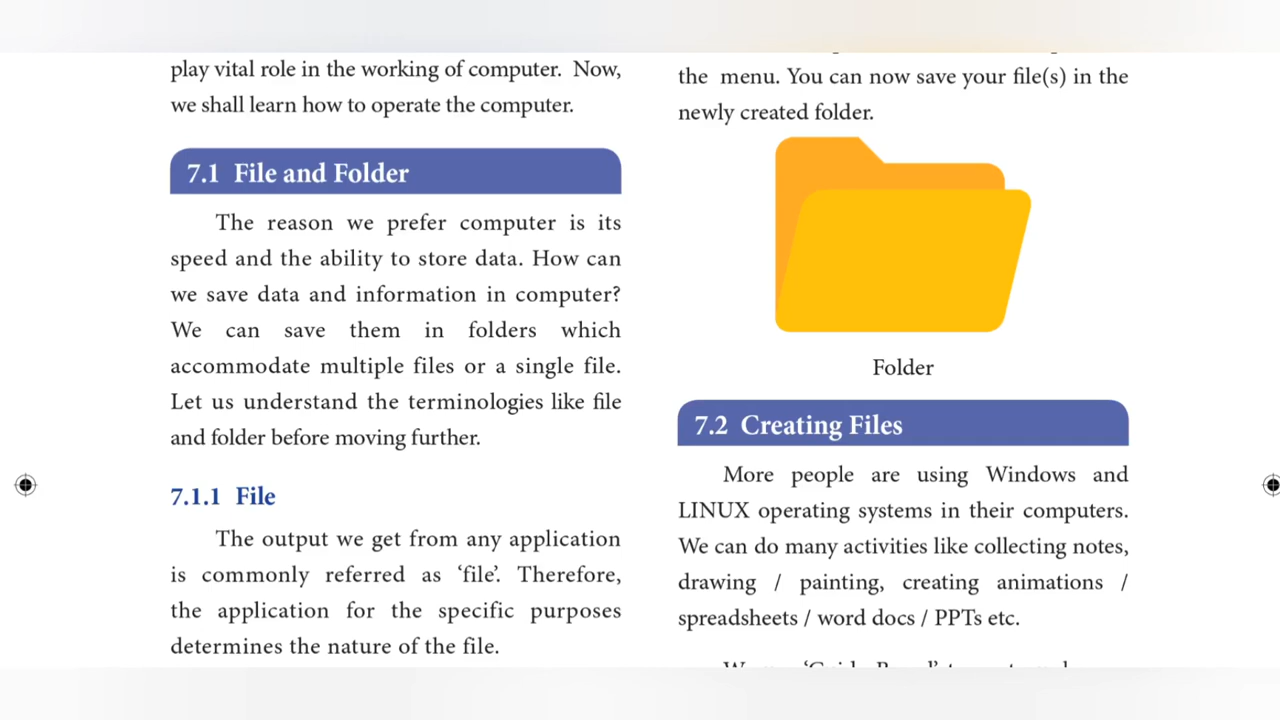 play vital role in the working of computer. Now,
we shall learn how to operate the computer.
7.1 File and Folder
The reason we prefer computer is its
speed and the ability to store data. How can
we save data and information in computer?
We can save them in folders which
accommodate multiple files or a single file.
Let us understand the terminologies like file
and folder before moving further.
7.1.1 File
The output we get from any application
is commonly referred as ‘file’. Therefore,
the application for the specific purposes
determines the nature of the file.
the menu. You can now save your file(s) in the
newly created folder.
Folder
7.2 Creating Files
More people are using Windows and
LINUX operating systems in their computers.
We can do many activities like collecting notes,
drawing / painting, creating animations /
spreadsheets / word docs / PPTs etc.